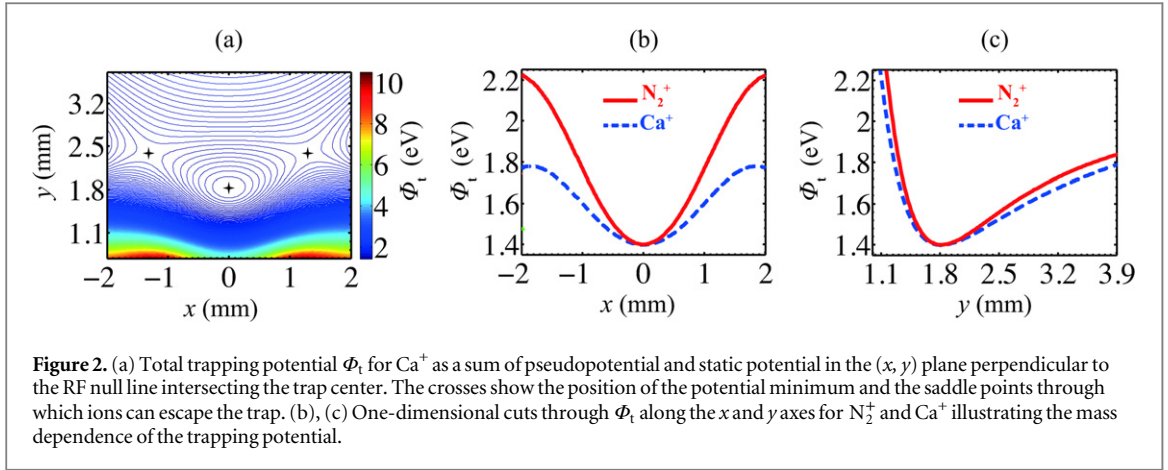 (a)
(b)
(c)
3.2
2.5
1.8
1.1
y (mm)
−2
−1
0
1
2
x (mm)
10
8
6
4
2
Φt (eV)
2.2
2
1.8
1.6
1.4
Φt (eV)
N2+
Ca+
−2
−1
0
1
2
x (mm)
2.2
2
1.8
1.6
1.4
Φt (eV)
N2+
Ca+
1.1
1.8
2.5
3.2
3.9
y (mm)
Figure 2. (a) Total trapping potential Φt for Ca+ as a sum of pseudopotential and static potential in the (x, y) plane perpendicular to
the RF null line intersecting the trap center. The crosses show the position of the potential minimum and the saddle points through
which ions can escape the trap. (b), (c) One-dimensional cuts through Φt along the x and y axes for N2+ and Ca+ illustrating the mass
dependence of the trapping potential.